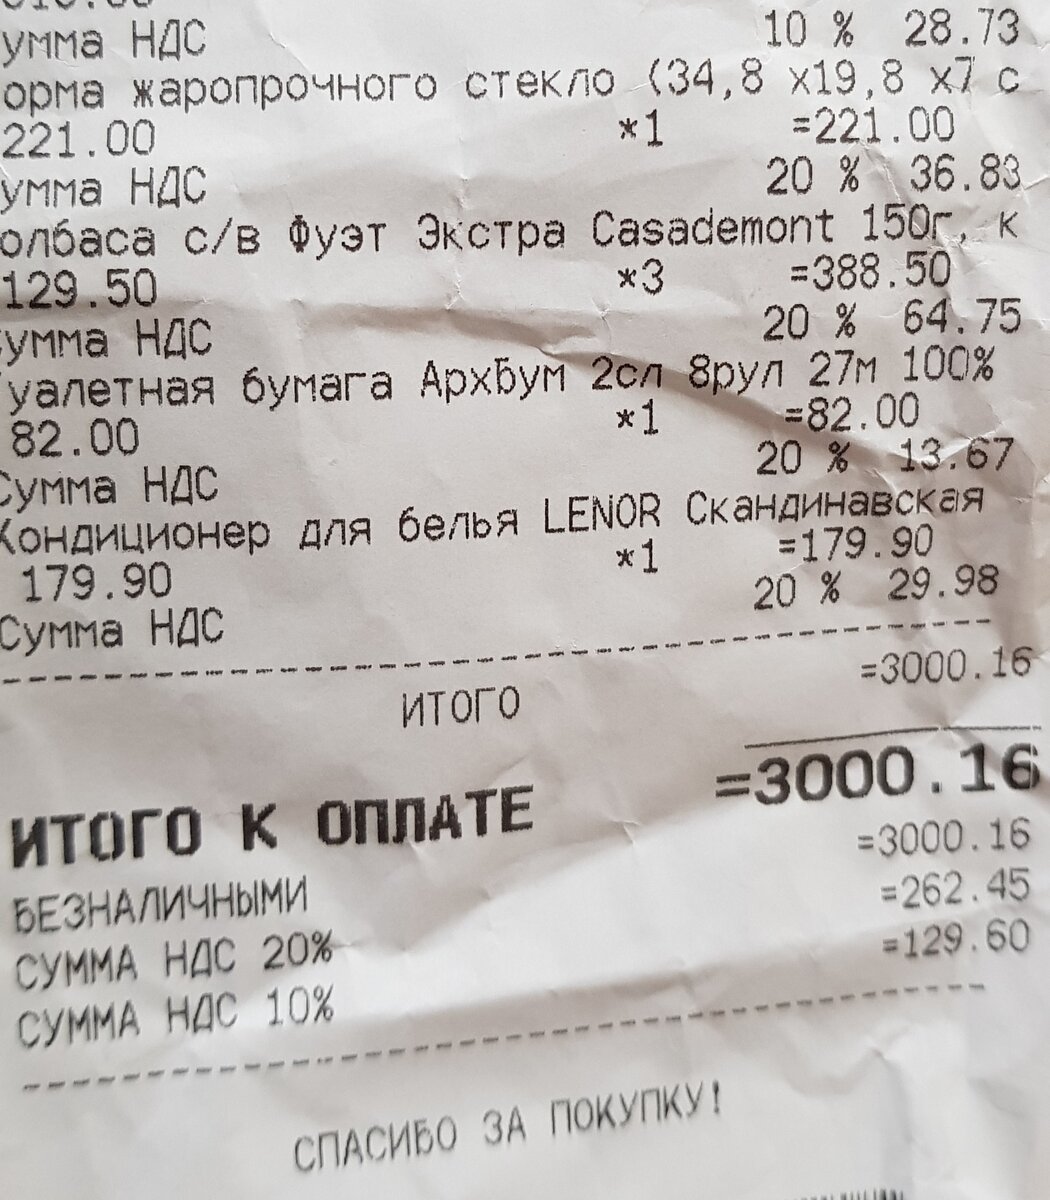 умма НДС 10 % 28.73
орма жаропрочного стекло (34,8 х19,8 х7 с
221.00 *1 =221.00
умма НДС 20 % 36.83
олбаса с/в Фуэт Экстра Casademont 150г, к
129.50 *3 =388.50
умма НДС 20 % 64.75
уалетная бумага АрхБум 2сл 8рул 27м 100%
82.00 *1 =82.00
Сумма НДС 20 % 13.67
Кондиционер для белья LENOR Скандинавская
179.90 *1 =179.90
Сумма НДС 20 % 29.98
ИТОГО =3000.16
ИТОГО К ОПЛАТЕ =3000.16
БЕЗНАЛИЧНЫМИ =3000.16
СУММА НДС 20% =262.45
СУММА НДС 10% =129.60
СПАСИБО ЗА ПОКУПКУ!